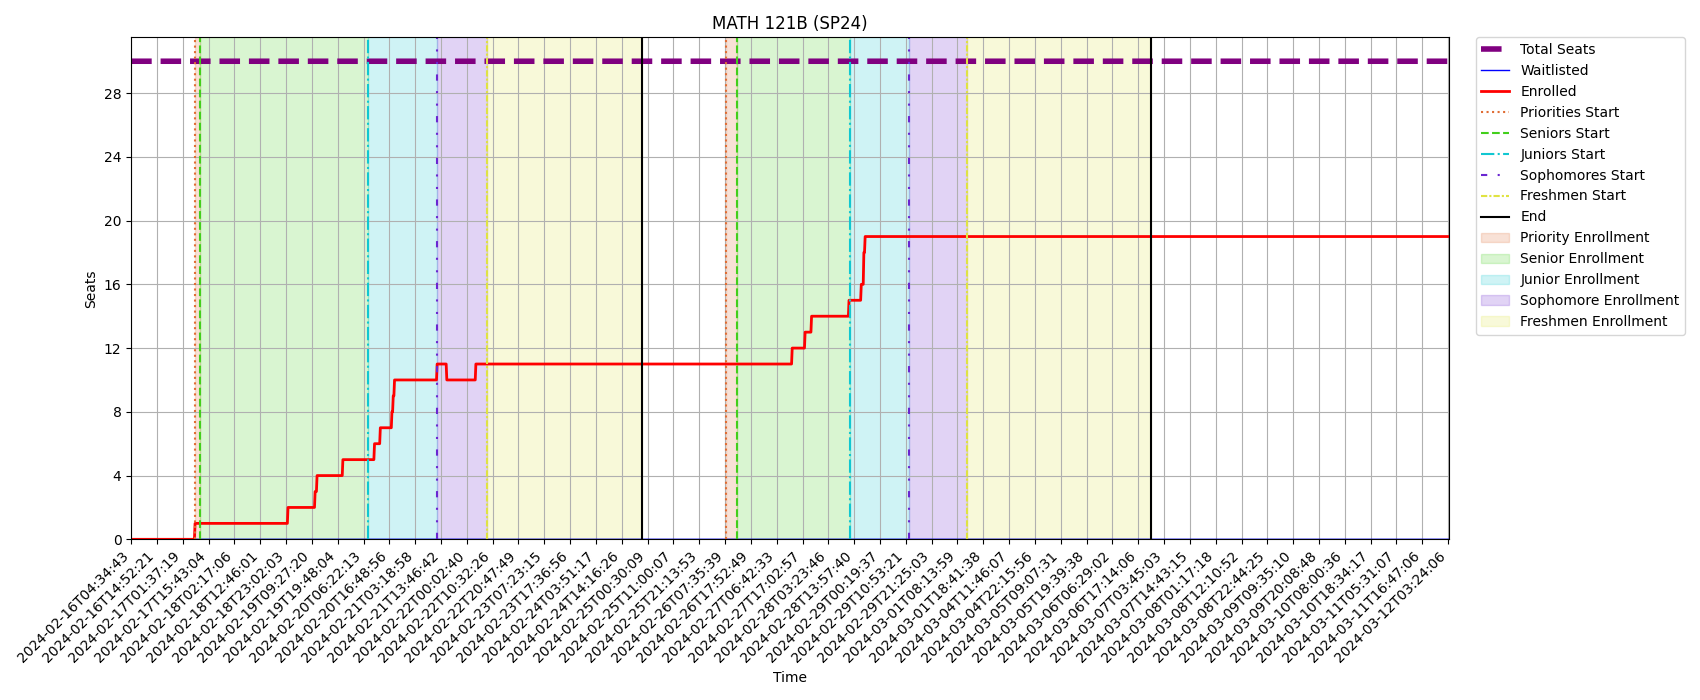 MATH 121B (SP24)
Total Seats
Waitlisted
Enrolled
Priorities Start
Seniors Start
Juniors Start
Sophomores Start
Freshmen Start
End
Priority Enrollment
Senior Enrollment
Junior Enrollment
Sophomore Enrollment
Freshmen Enrollment
Seats
28
24
20
16
12
8
4
0
2024-02-16T04:34:43
2024-02-16T14:52:21
2024-02-17T01:37:19
2024-02-17T15:43:04
2024-02-18T02:17:06
2024-02-18T12:46:01
2024-02-18T23:02:03
2024-02-19T09:27:20
2024-02-19T19:48:04
2024-02-20T06:22:13
2024-02-20T16:48:56
2024-02-21T03:18:56
2024-02-21T13:46:42
2024-02-22T00:02:40
2024-02-22T10:32:26
2024-02-22T20:47:49
2024-02-23T07:23:15
2024-02-23T17:36:50
2024-02-24T03:51:17
2024-02-24T14:16:26
2024-02-25T00:30:09
2024-02-25T11:00:07
2024-02-25T21:13:53
2024-02-26T07:35:39
2024-02-26T17:52:49
2024-02-27T06:42:33
2024-02-27T17:02:57
2024-02-28T03:23:46
2024-02-28T13:57:40
2024-02-29T00:19:37
2024-02-29T10:53:21
2024-02-29T21:25:03
2024-03-01T08:13:59
2024-03-01T18:41:38
2024-03-04T11:46:07
2024-03-04T22:15:56
2024-03-05T09:07:31
2024-03-05T19:39:38
2024-03-06T06:29:02
2024-03-06T17:14:06
2024-03-07T03:45:03
2024-03-07T14:43:15
2024-03-08T01:17:18
2024-03-08T12:10:52
2024-03-08T22:44:25
2024-03-09T09:35:10
2024-03-09T20:08:48
2024-03-10T08:00:36
2024-03-10T18:34:17
2024-03-11T05:31:07
2024-03-11T16:47:06
2024-03-12T03:24:06
Time